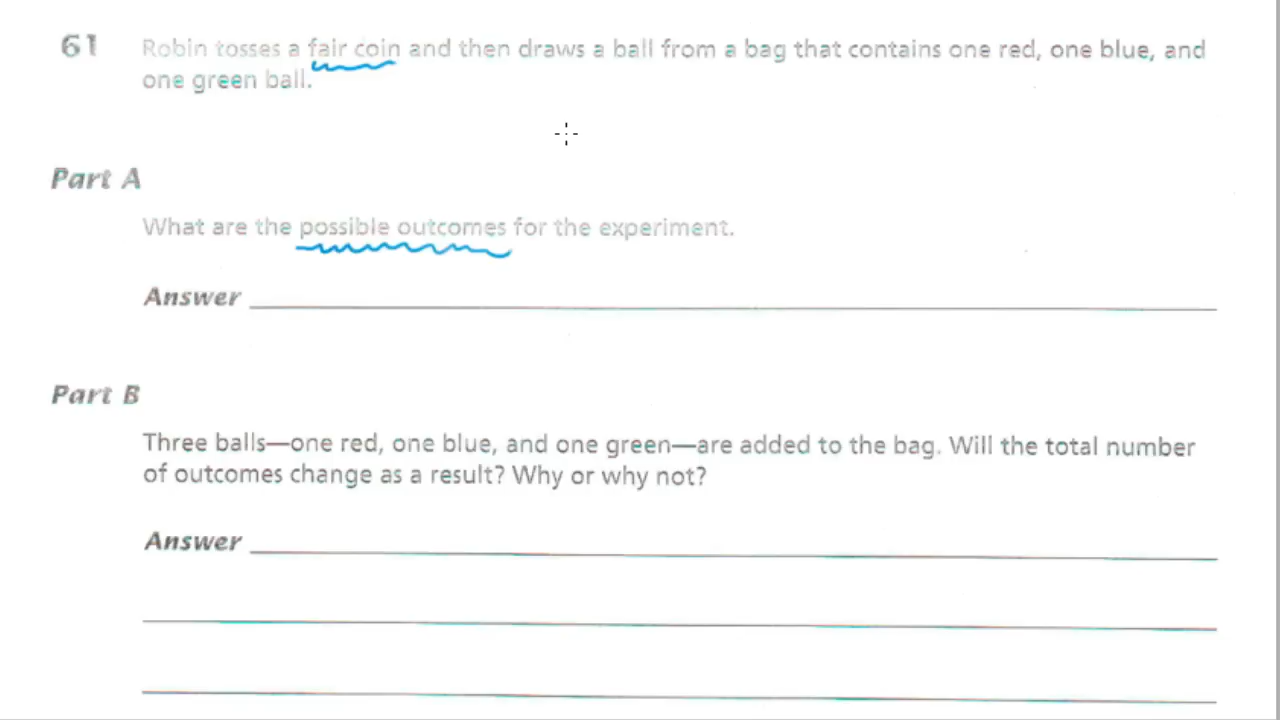 61 Robin tosses a fair coin and then draws a ball from a bag that contains one red, one blue, and
one green ball.
Part A
What are the possible outcomes for the experiment.
Answer
Part B
Three balls—one red, one blue, and one green—are added to the bag. Will the total number
of outcomes change as a result? Why or why not?
Answer